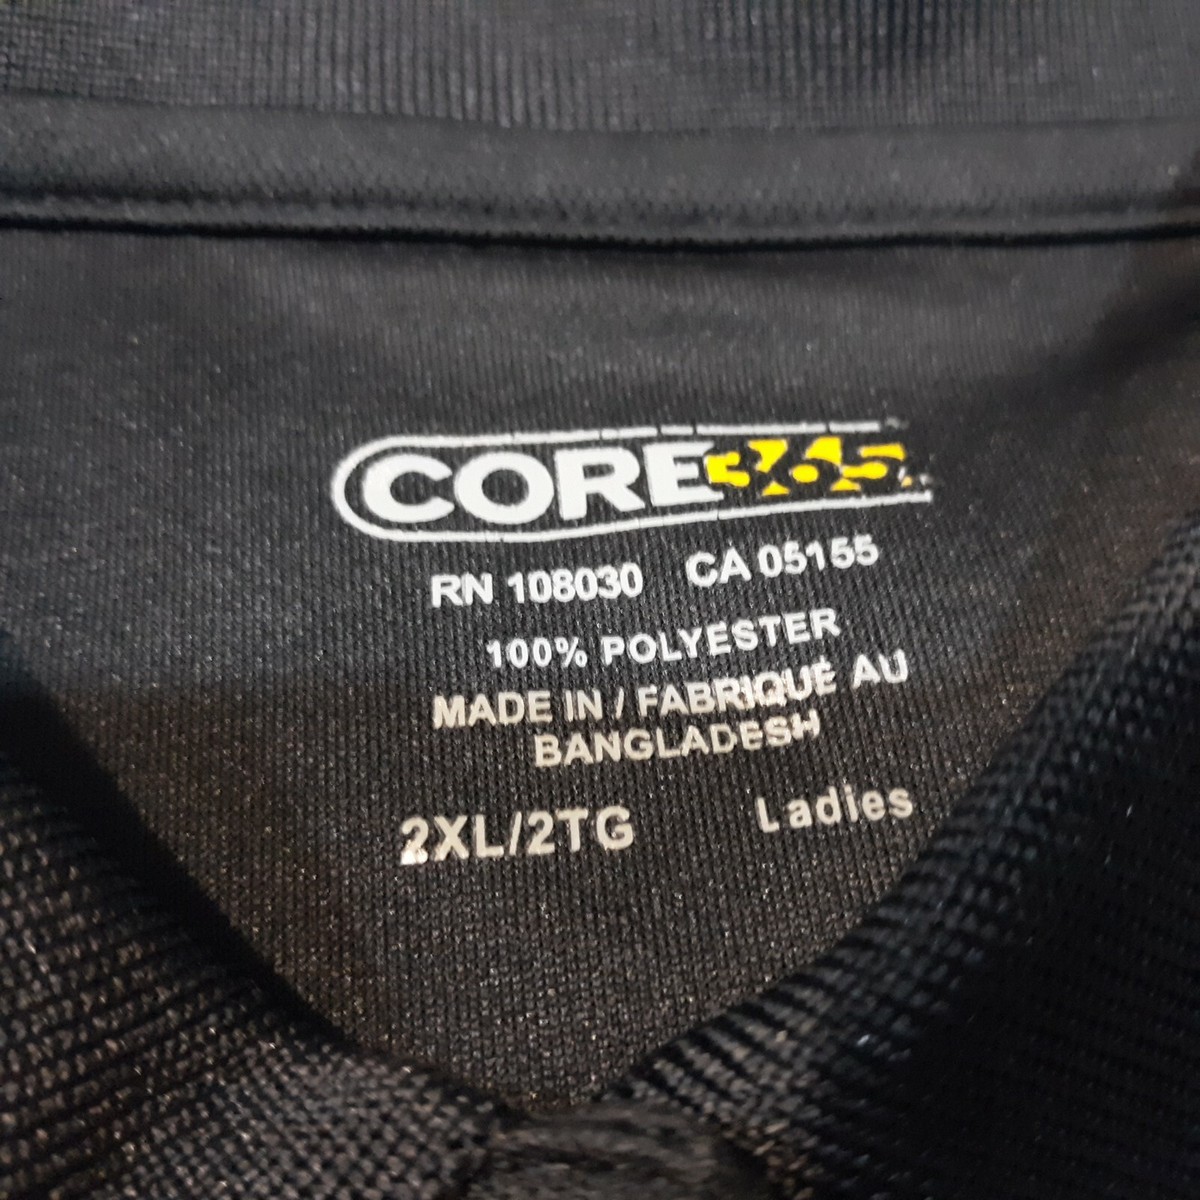 CORE365
RN 108030 CA 05155
100% POLYESTER
MADE IN / FABRIQUÉ AU
BANGLADESH
2XL/2TG Ladies